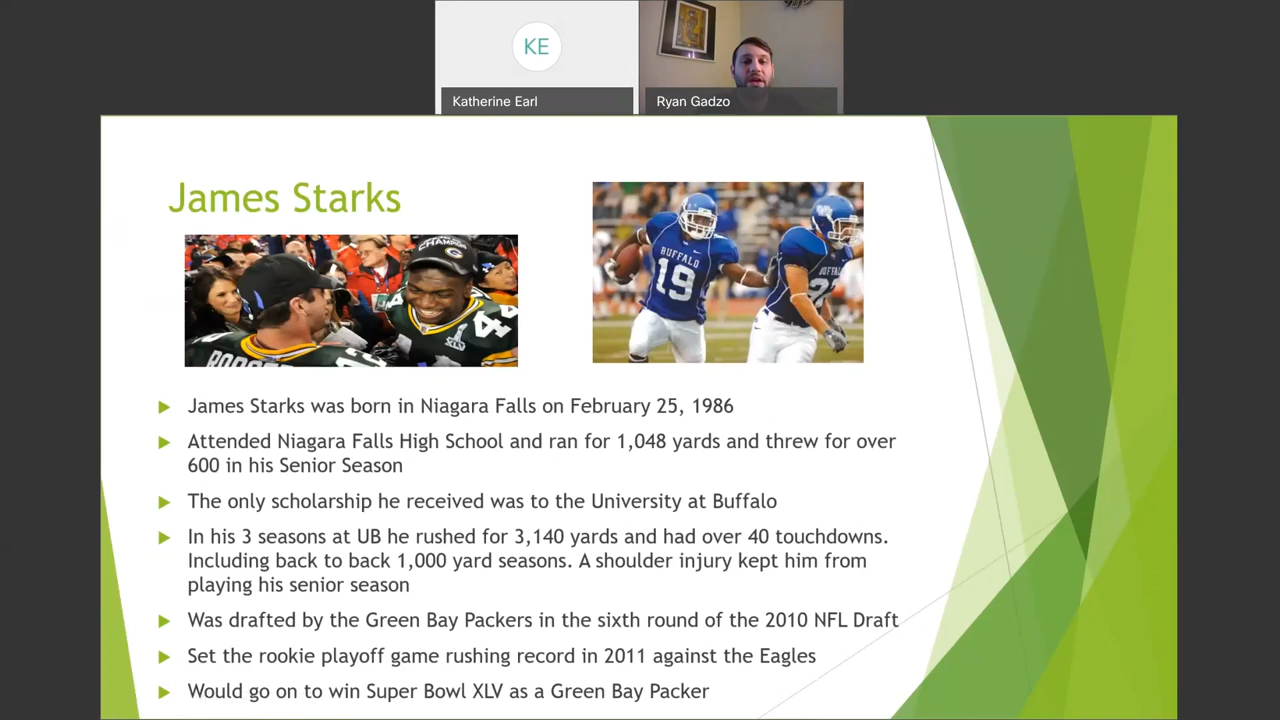 KE
Katherine Earl
Ryan Gadzo
James Starks
CHAMPION
44
XLV
BUFFALO
19
James Starks was born in Niagara Falls on February 25, 1986
Attended Niagara Falls High School and ran for 1,048 yards and threw for over
600 in his Senior Season
The only scholarship he received was to the University at Buffalo
In his 3 seasons at UB he rushed for 3,140 yards and had over 40 touchdowns.
Including back to back 1,000 yard seasons. A shoulder injury kept him from
playing his senior season
Was drafted by the Green Bay Packers in the sixth round of the 2010 NFL Draft
Set the rookie playoff game rushing record in 2011 against the Eagles
Would go on to win Super Bowl XLV as a Green Bay Packer